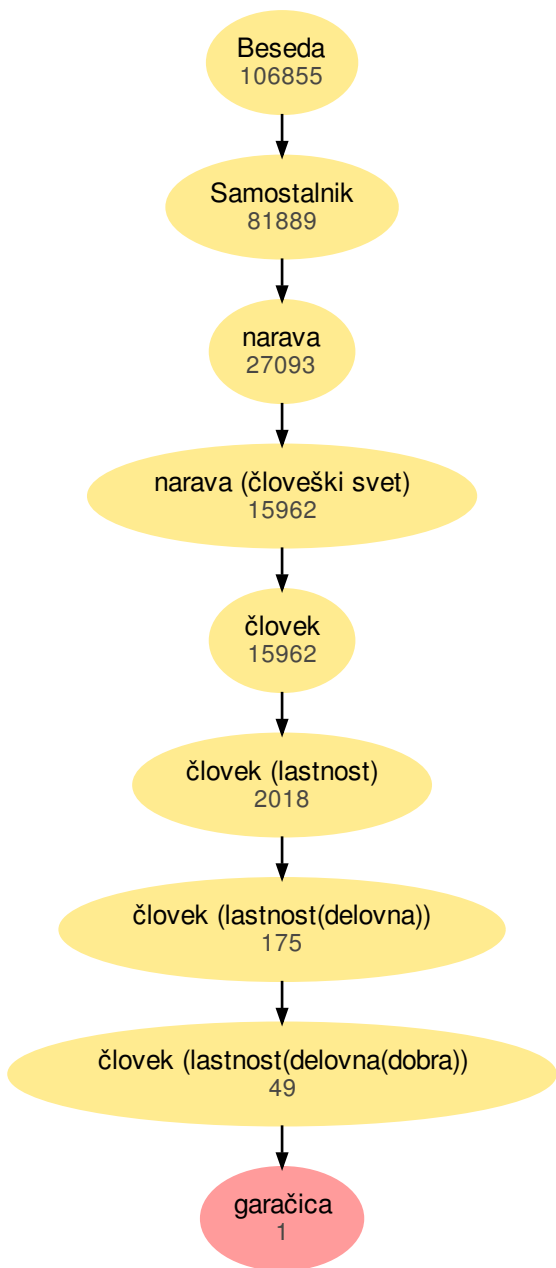 Beseda
106855
Samostalnik
81889
narava
27093
narava (človeški svet)
15962
človek
15962
človek (lastnost)
2018
človek (lastnost(delovna))
175
človek (lastnost(delovna(dobra))
49
garačica
1